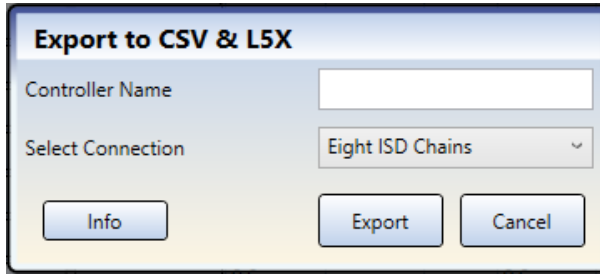 Export to CSV & L5X
Controller Name
Select Connection Eight ISD Chains
Info Export Cancel